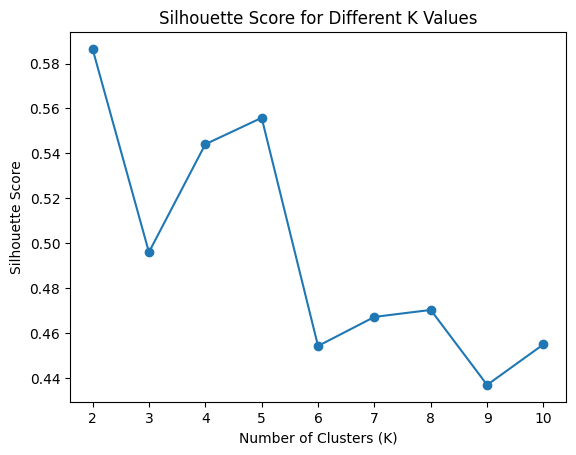 Silhouette Score for Different K Values
Silhouette Score
0.58
0.56
0.54
0.52
0.50
0.48
0.46
0.44
2 3 4 5 6 7 8 9 10
Number of Clusters (K)